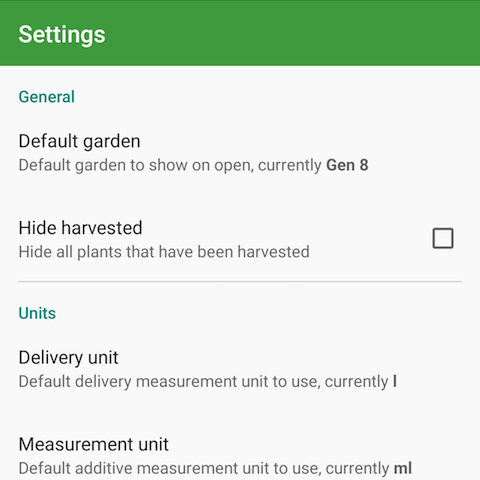 Settings
General
Default garden
Default garden to show on open, currently Gen 8
Hide harvested
Hide all plants that have been harvested
Units
Delivery unit
Default delivery measurement unit to use, currently l
Measurement unit
Default additive measurement unit to use, currently ml